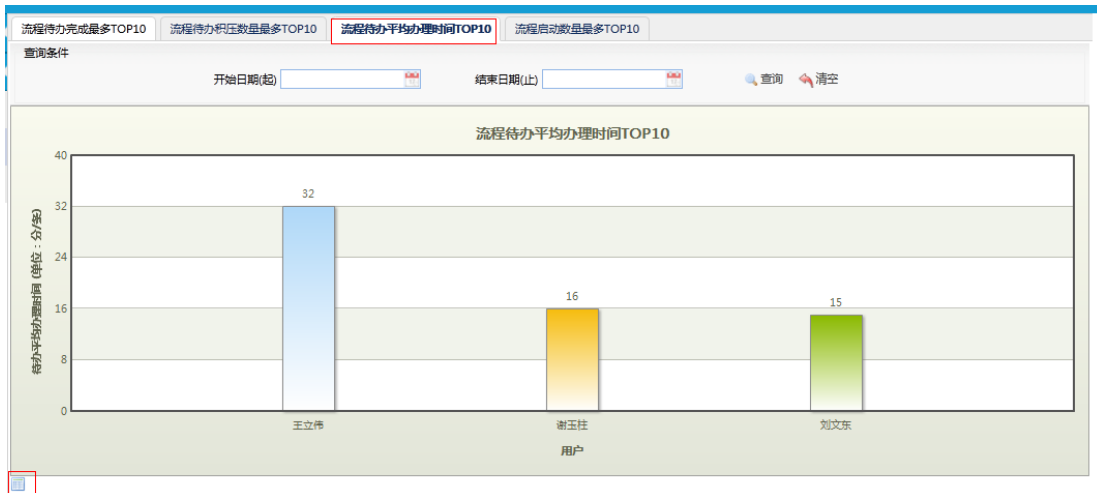 流程待办完成最多TOP10 流程待办积压数量最多TOP10 流程待办平均办理时间TOP10 流程启动数量最多TOP10
查询条件
开始日期(起) 结束日期(止) 查询 清空
流程待办平均办理时间TOP10
待办平均办理时间 (单位：分/条)
40
32
24
16
8
0
32
16
15
王立伟 谢玉柱 刘文东
用户